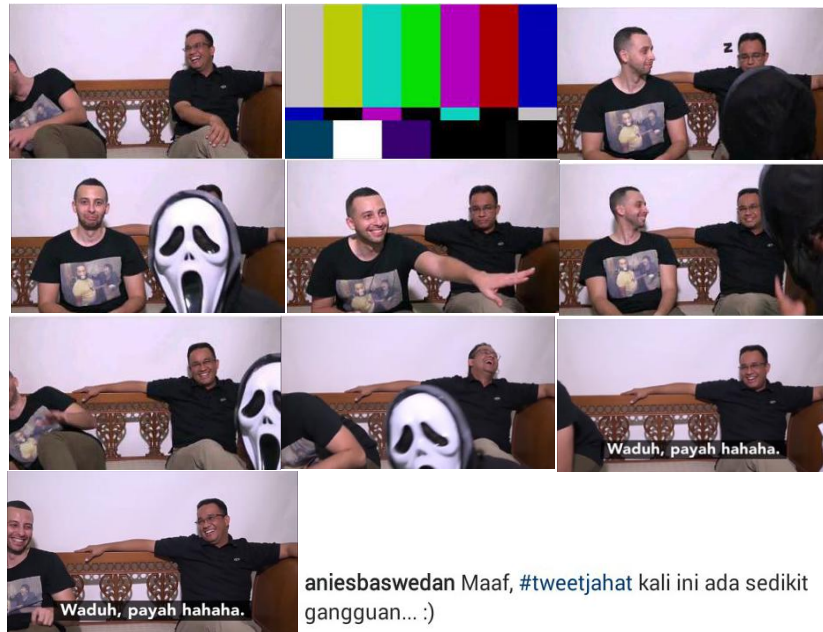 z
Waduh, payah hahaha.
Waduh, payah hahaha.
aniesbaswedan Maaf, #tweetjahat kali ini ada sedikit
gangguan... :)